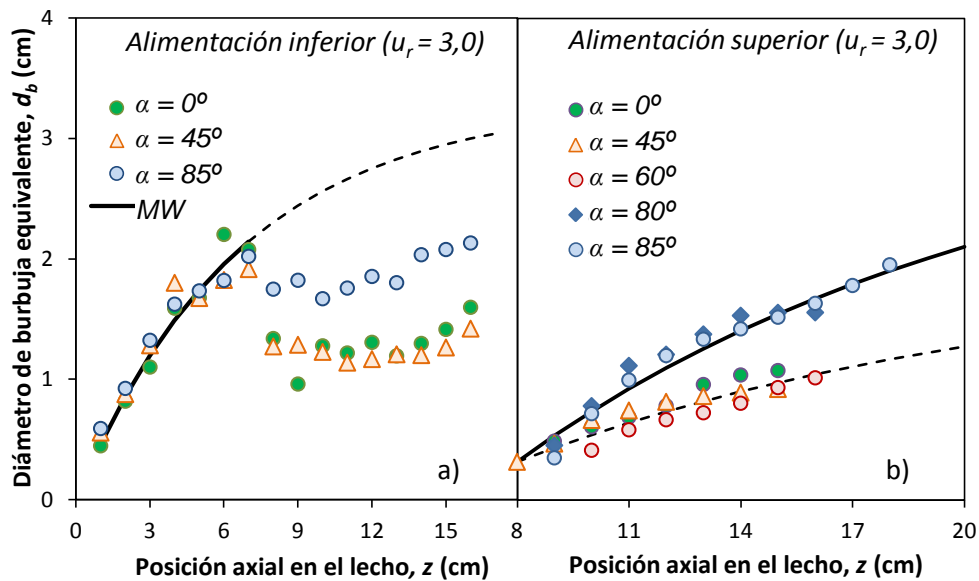 Diámetro de burbuja equivalente, d_b (cm)
4
3
2
1
0
Alimentación inferior (u_r = 3,0)
α = 0º
α = 45º
α = 85º
MW
a)
0
3
6
9
12
15
Posición axial en el lecho, z (cm)
Alimentación superior (u_r = 3,0)
α = 0º
α = 45º
α = 60º
α = 80º
α = 85º
b)
8
11
14
17
20
Posición axial en el lecho, z (cm)